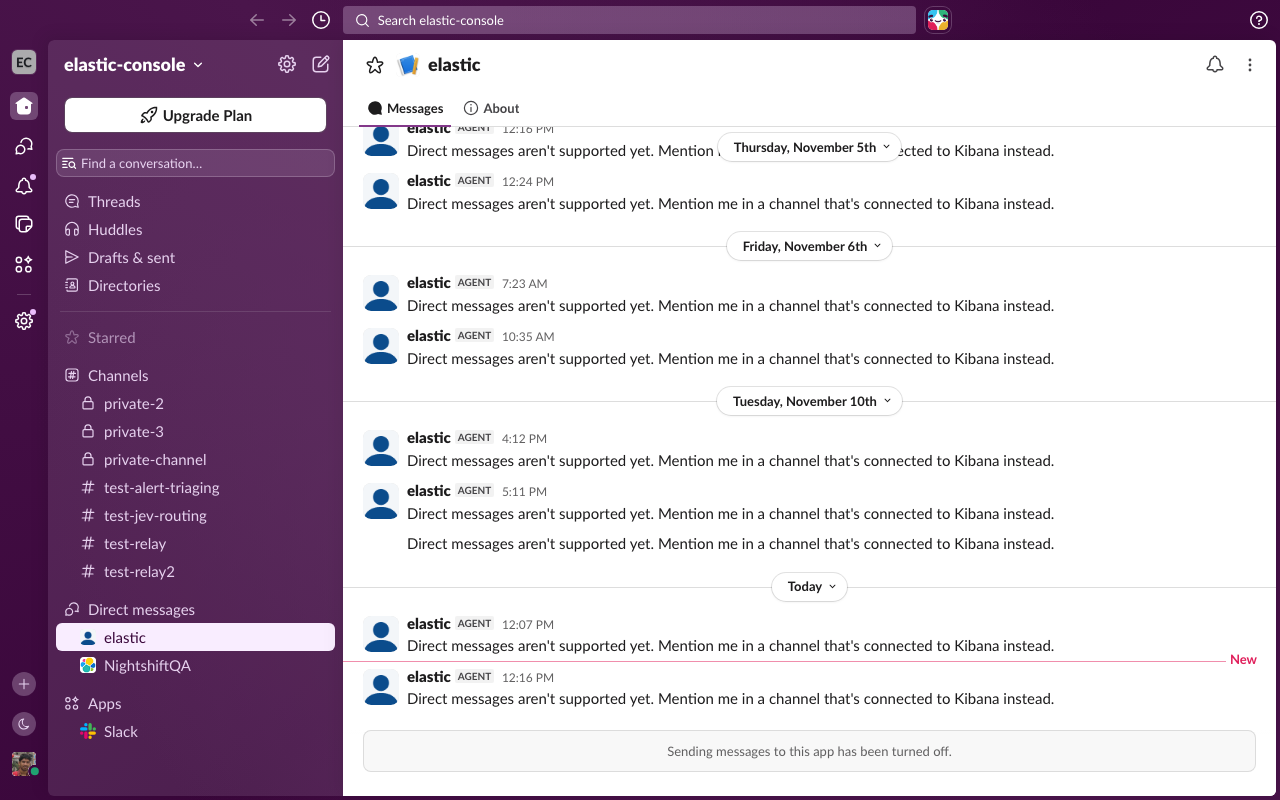 Search elastic-console
EC
elastic-console
Upgrade Plan
Find a conversation...
Threads
Huddles
Drafts & sent
Directories
Starred
Channels
private-2
private-3
private-channel
test-alert-triaging
test-jev-routing
test-relay
test-relay2
Direct messages
elastic
NightshiftQA
Apps
Slack
elastic
Messages
About
elastic AGENT 12:16 PM
Thursday, November 5th
Direct messages aren't supported yet. Mention connected to Kibana instead.
elastic AGENT 12:24 PM
Direct messages aren't supported yet. Mention me in a channel that's connected to Kibana instead.
Friday, November 6th
elastic AGENT 7:23 AM
Direct messages aren't supported yet. Mention me in a channel that's connected to Kibana instead.
elastic AGENT 10:35 AM
Direct messages aren't supported yet. Mention me in a channel that's connected to Kibana instead.
Tuesday, November 10th
elastic AGENT 4:12 PM
Direct messages aren't supported yet. Mention me in a channel that's connected to Kibana instead.
elastic AGENT 5:11 PM
Direct messages aren't supported yet. Mention me in a channel that's connected to Kibana instead.
Direct messages aren't supported yet. Mention me in a channel that's connected to Kibana instead.
Today
elastic AGENT 12:07 PM
Direct messages aren't supported yet. Mention me in a channel that's connected to Kibana instead.
New
elastic AGENT 12:16 PM
Direct messages aren't supported yet. Mention me in a channel that's connected to Kibana instead.
Sending messages to this app has been turned off.